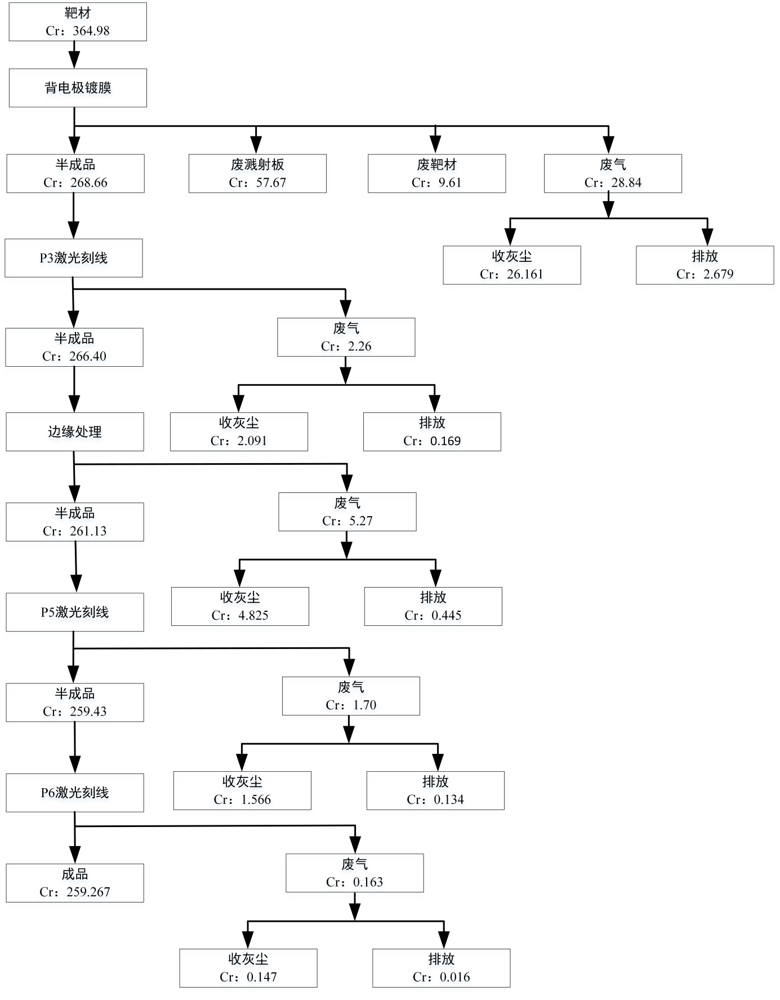 靶材
Cr：364.98
背电极镀膜
半成品
Cr：268.66
废溅射板
Cr：57.67
废靶材
Cr：9.61
废气
Cr：28.84
收灰尘
Cr：26.161
排放
Cr：2.679
P3激光刻线
半成品
Cr：266.40
废气
Cr：2.26
收灰尘
Cr：2.091
排放
Cr：0.169
边缘处理
半成品
Cr：261.13
废气
Cr：5.27
收灰尘
Cr：4.825
排放
Cr：0.445
P5激光刻线
半成品
Cr：259.43
废气
Cr：1.70
收灰尘
Cr：1.566
排放
Cr：0.134
P6激光刻线
成品
Cr：259.267
废气
Cr：0.163
收灰尘
Cr：0.147
排放
Cr：0.016